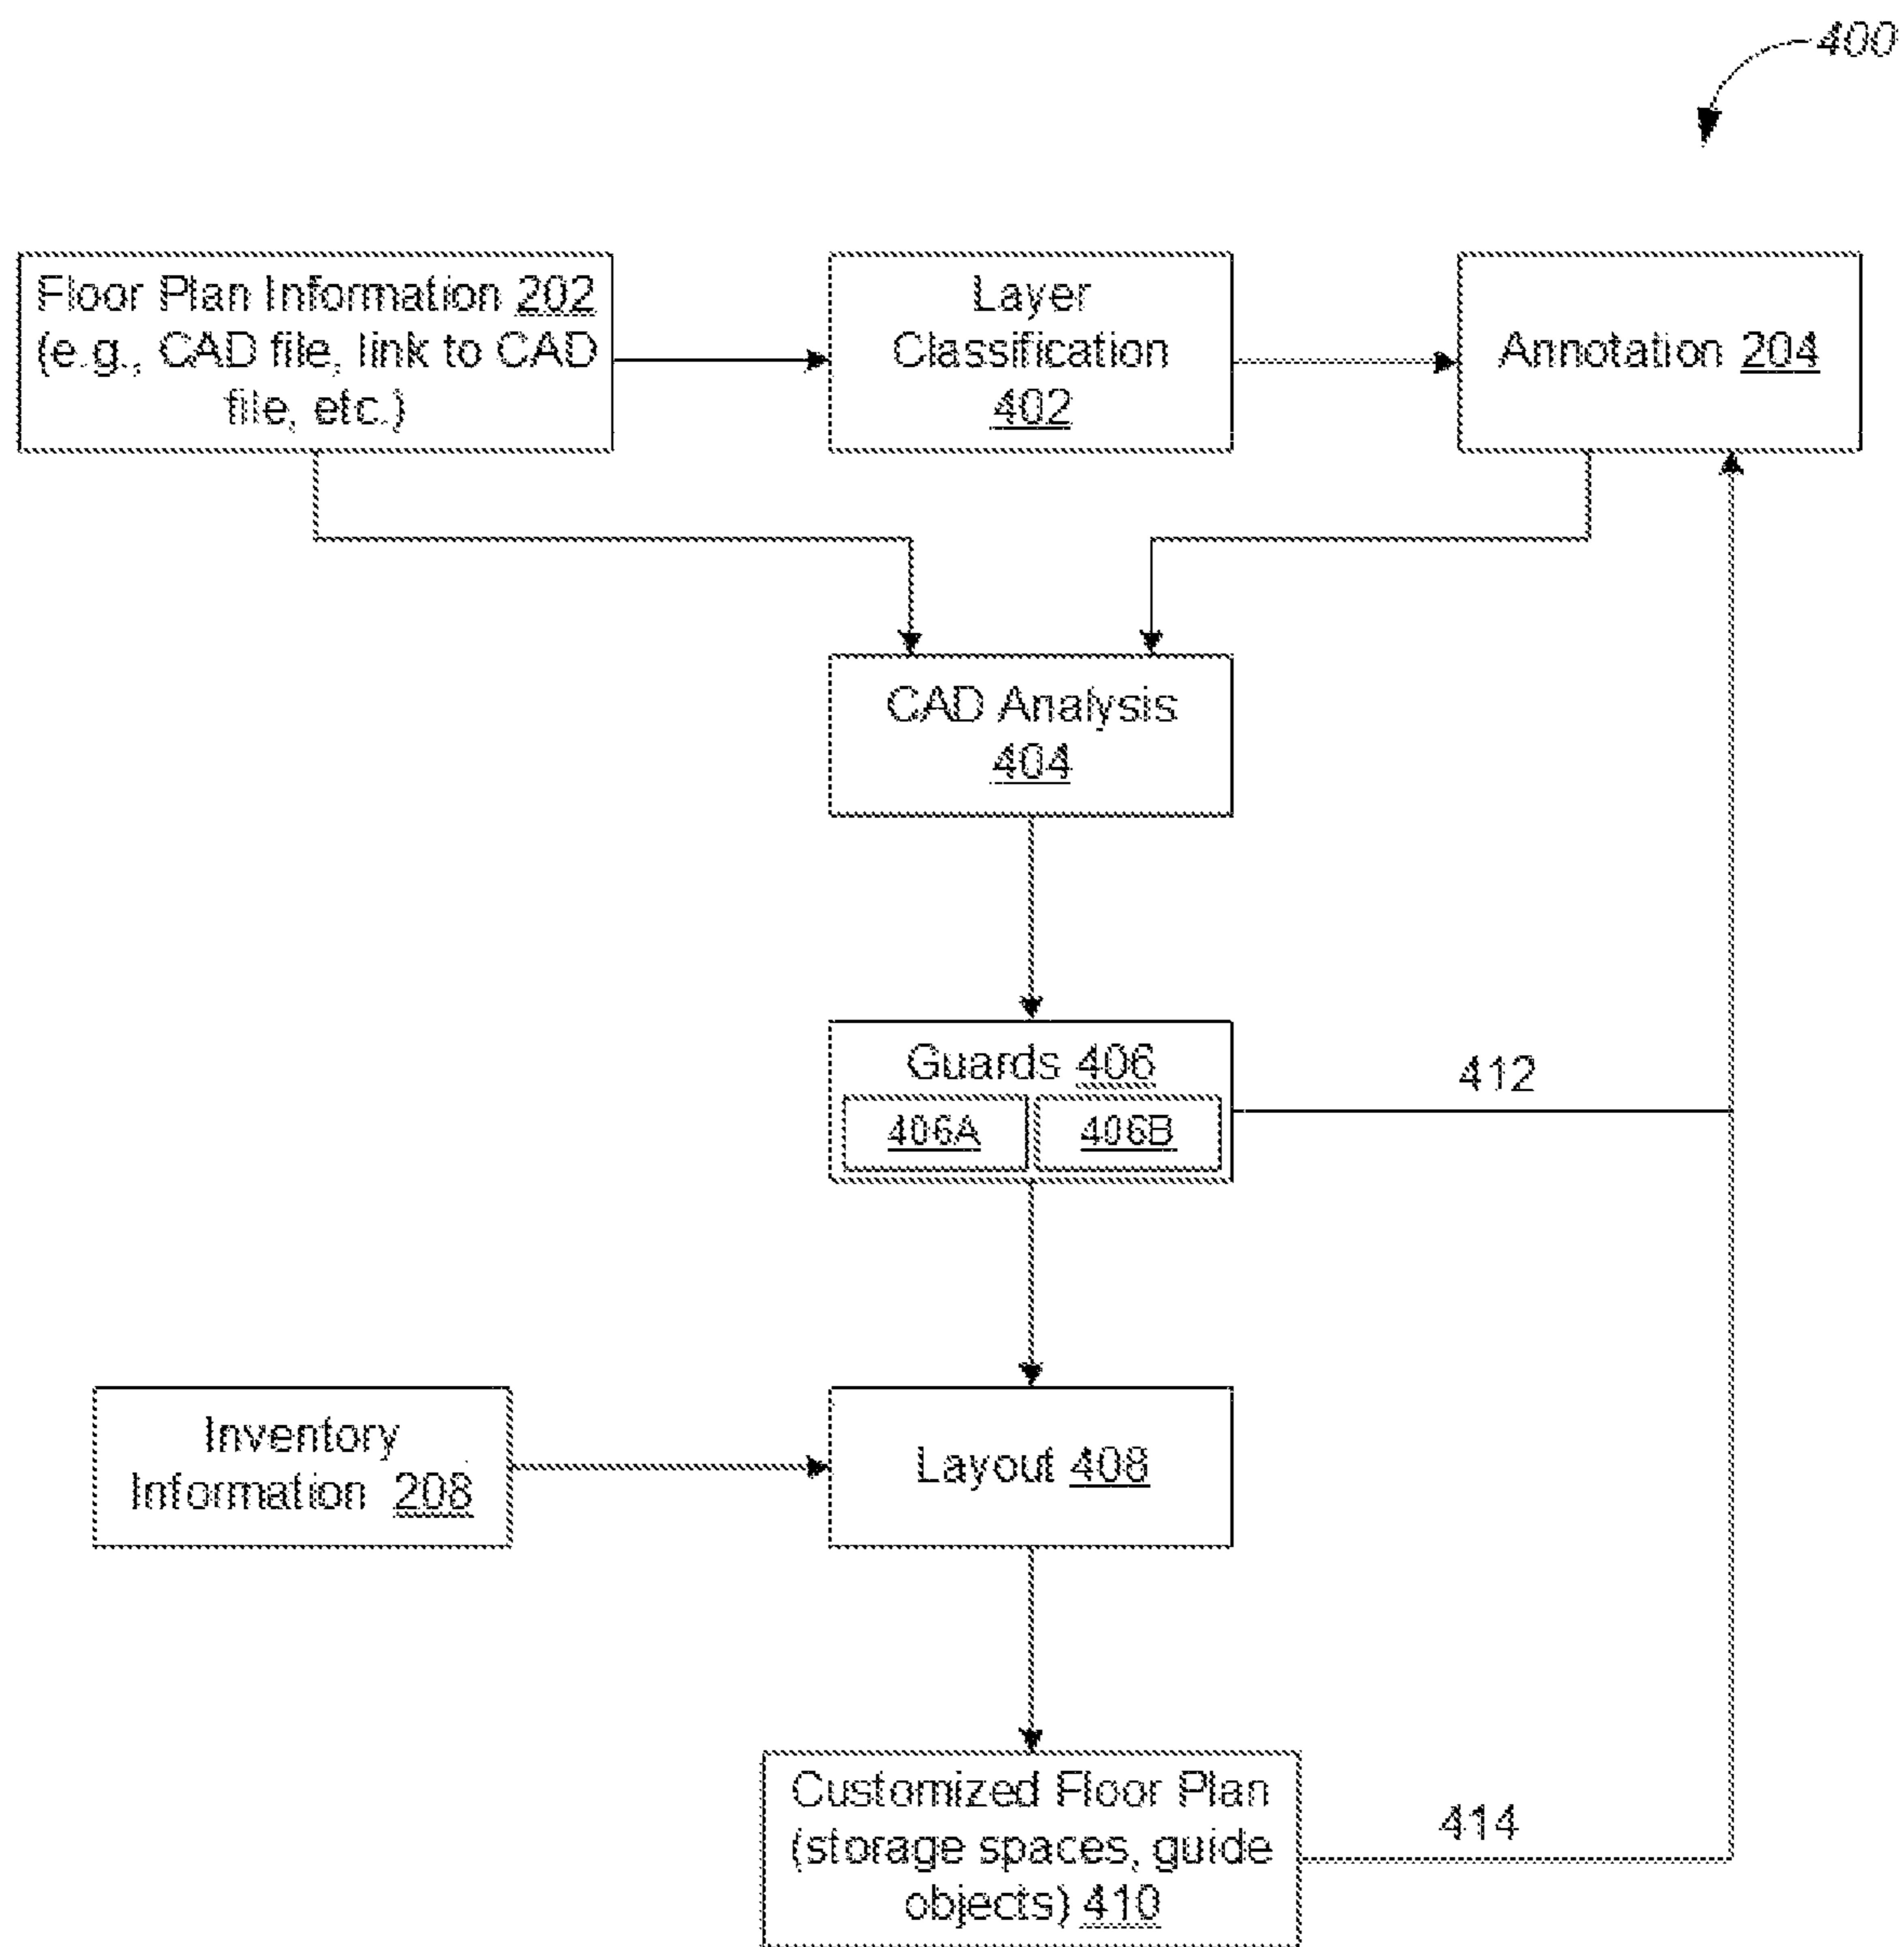 400
Floor Plan Information 202
(e.g., CAD file, link to CAD
file, etc.)
Layer
Classification
402
Annotation 204
CAD Analysis
404
Guards 406
406A
406B
412
Inventory
Information 208
Layout 408
Customized Floor Plan
(storage spaces, guide
objects) 410
414